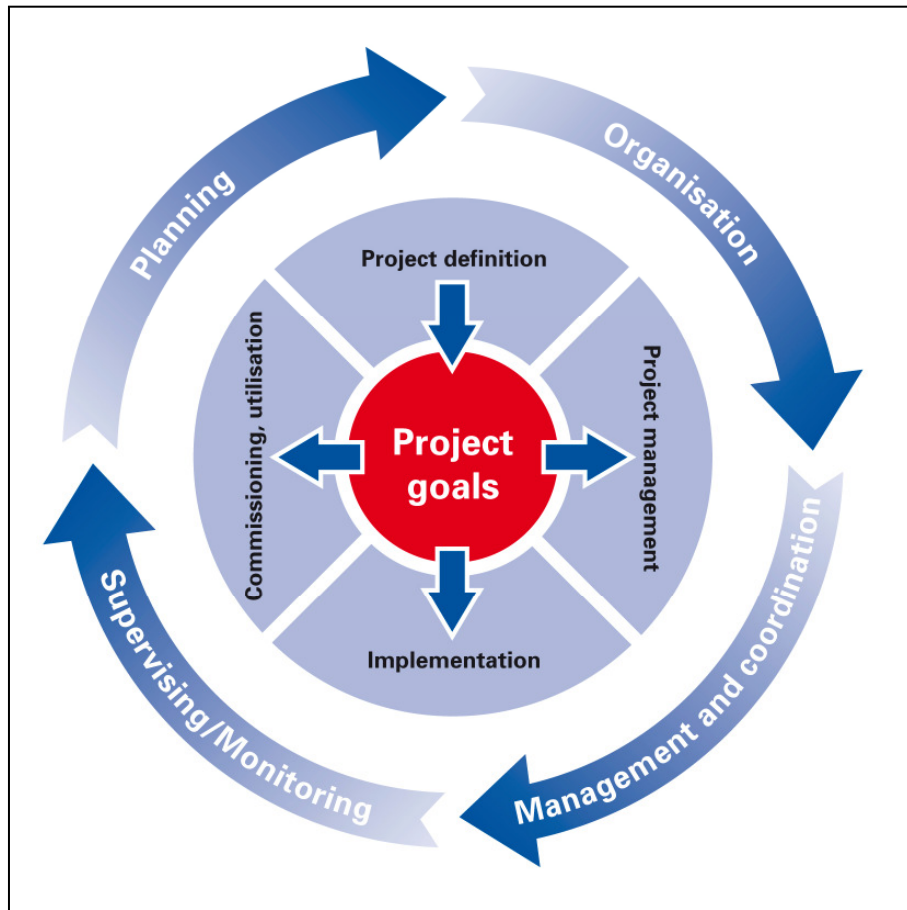 Planning
Organisation
Project definition
Commissioning, utilisation
Project
goals
Project management
Implementation
Supervising/Monitoring
Management and coordination